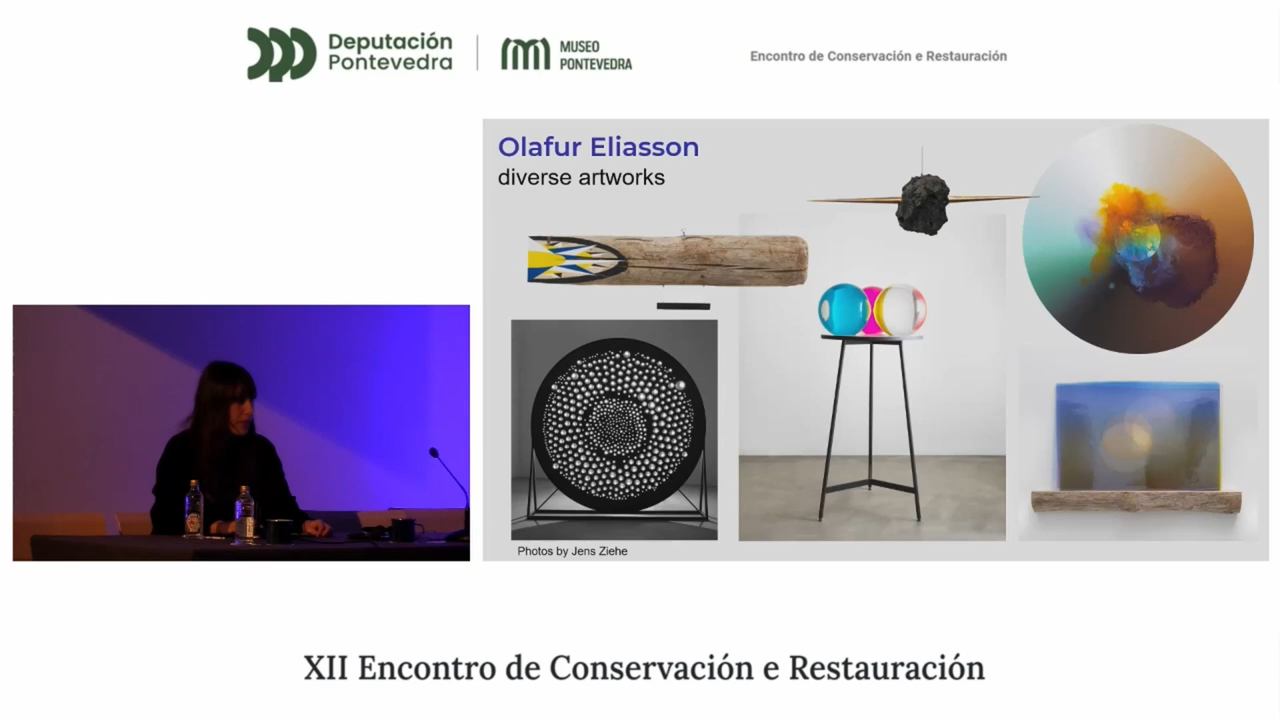 Deputación
Pontevedra
MUSEO
PONTEVEDRA
Encontro de Conservación e Restauración
Olafur Eliasson
diverse artworks
Photos by Jens Ziehe
XII Encontro de Conservación e Restauración